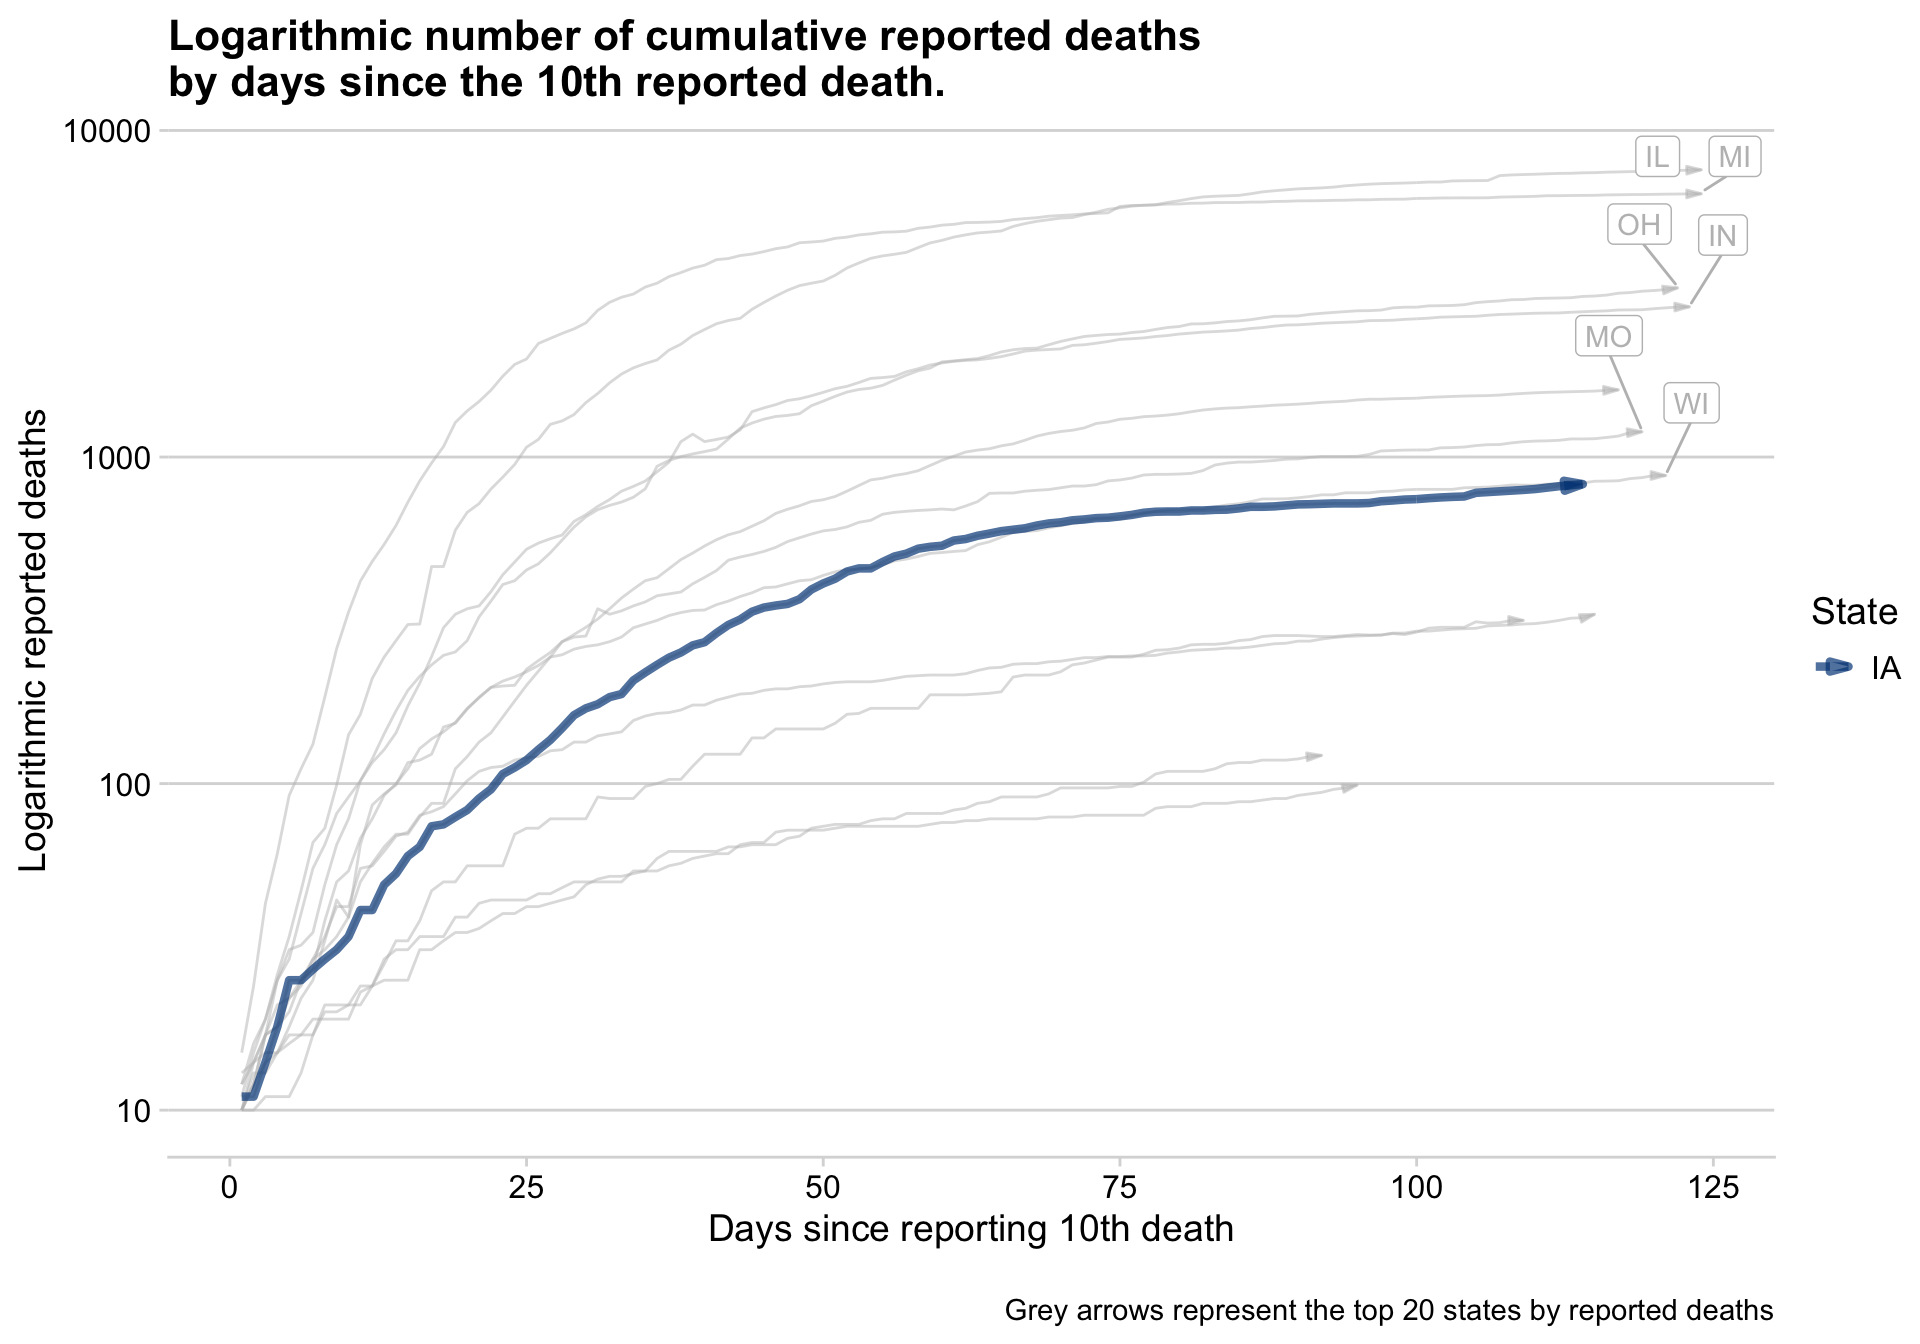 Logarithmic number of cumulative reported deaths
by days since the 10th reported death.
Logarithmic reported deaths
10000
1000
100
10
IL
MI
OH
IN
MO
WI
State
IA
0
25
50
75
100
125
Days since reporting 10th death
Grey arrows represent the top 20 states by reported deaths